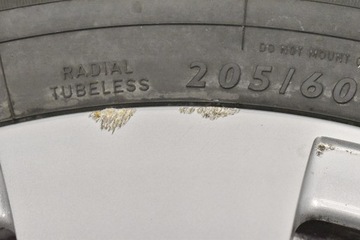 RADIAL
TUBELESS
205/60
DO NOT MOUNT